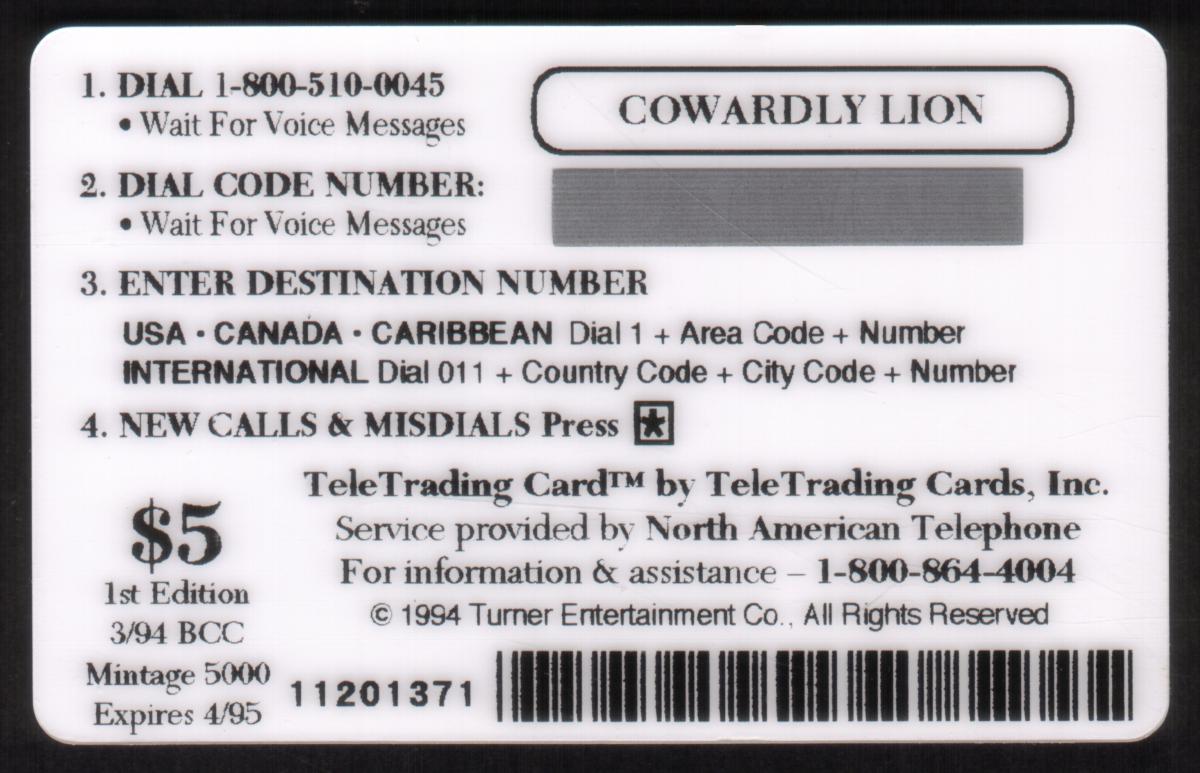 1. DIAL 1-800-510-0045
• Wait For Voice Messages
COWARDLY LION
2. DIAL CODE NUMBER:
• Wait For Voice Messages
3. ENTER DESTINATION NUMBER
USA · CANADA · CARIBBEAN Dial 1 + Area Code + Number
INTERNATIONAL Dial 011 + Country Code + City Code + Number
4. NEW CALLS & MISDIALS Press *
TeleTrading Card™ by TeleTrading Cards, Inc.
Service provided by North American Telephone
For information & assistance – 1-800-864-4004
© 1994 Turner Entertainment Co., All Rights Reserved
$5
1st Edition
3/94 BCC
Mintage 5000
Expires 4/95
11201371